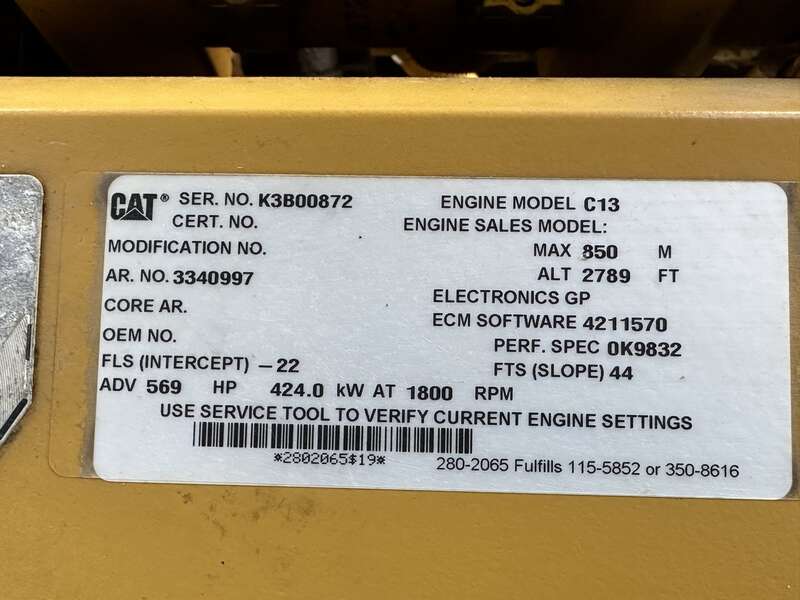 CAT® SER. NO. K3B00872 ENGINE MODEL C13
CERT. NO. ENGINE SALES MODEL:
MODIFICATION NO. MAX 850 M
AR. NO. 3340997 ALT 2789 FT
CORE AR. ELECTRONICS GP
OEM NO. ECM SOFTWARE 4211570
PERF. SPEC 0K9832
FLS (INTERCEPT) -22 FTS (SLOPE) 44
ADV 569 HP 424.0 kW AT 1800 RPM
USE SERVICE TOOL TO VERIFY CURRENT ENGINE SETTINGS
*2802065$19* 280-2065 Fulfills 115-5852 or 350-8616